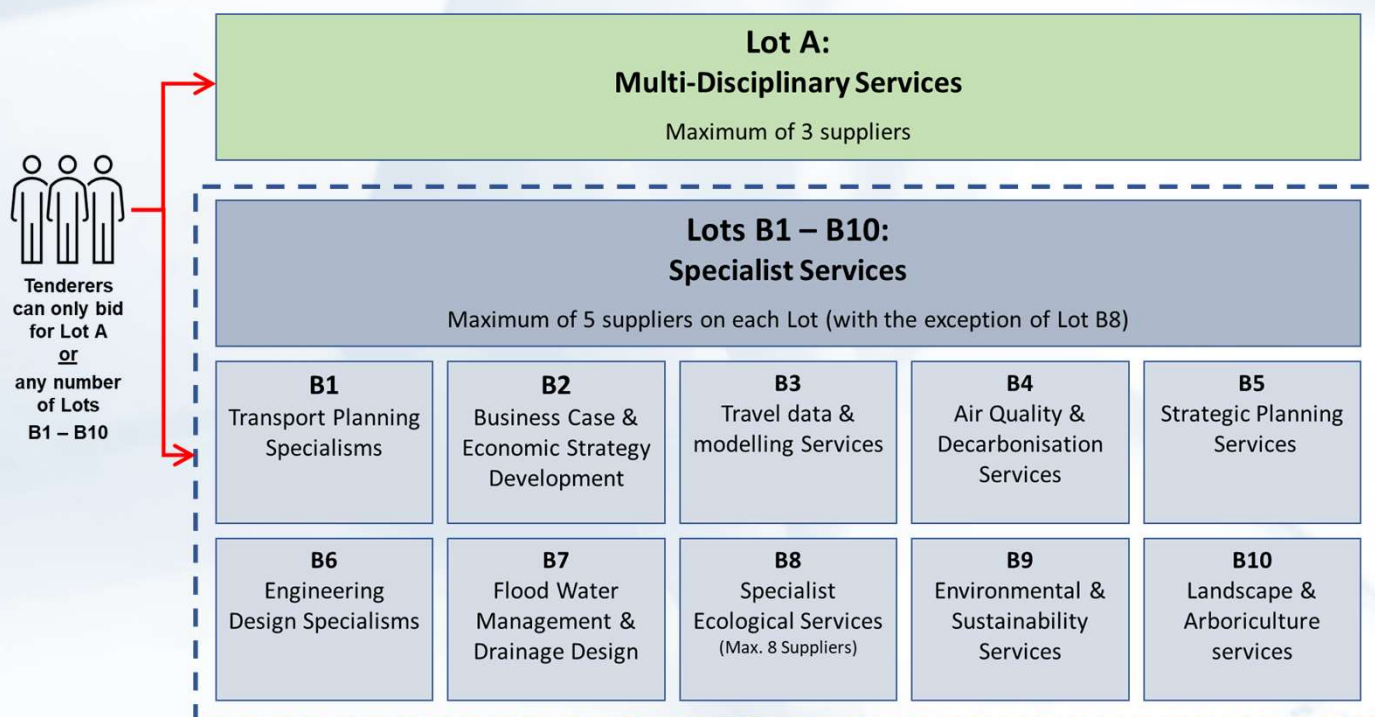 Lot A:
Multi-Disciplinary Services
Maximum of 3 suppliers
Tenderers
can only bid
for Lot A
or
any number
of Lots
B1 – B10
Lots B1 – B10:
Specialist Services
Maximum of 5 suppliers on each Lot (with the exception of Lot B8)
B1
Transport Planning
Specialisms
B2
Business Case &
Economic Strategy
Development
B3
Travel data &
modelling Services
B4
Air Quality &
Decarbonisation
Services
B5
Strategic Planning
Services
B6
Engineering
Design Specialisms
B7
Flood Water
Management &
Drainage Design
B8
Specialist
Ecological Services
(Max. 8 Suppliers)
B9
Environmental &
Sustainability
Services
B10
Landscape &
Arboriculture
services